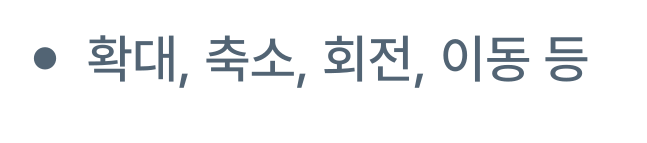 • 확대, 축소, 회전, 이동 등